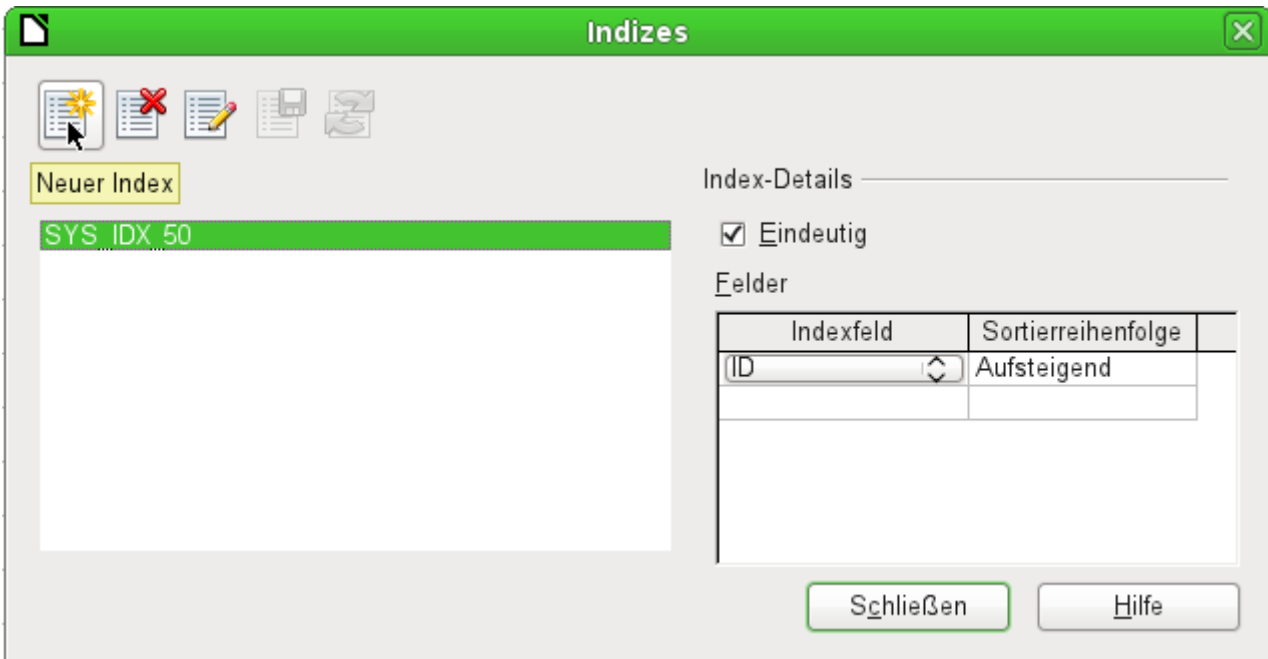 Indizes
Neuer Index
SYS_IDX_50
Index-Details
Eindeutig
Felder
Indexfeld Sortierreihenfolge
ID Aufsteigend
Schließen Hilfe